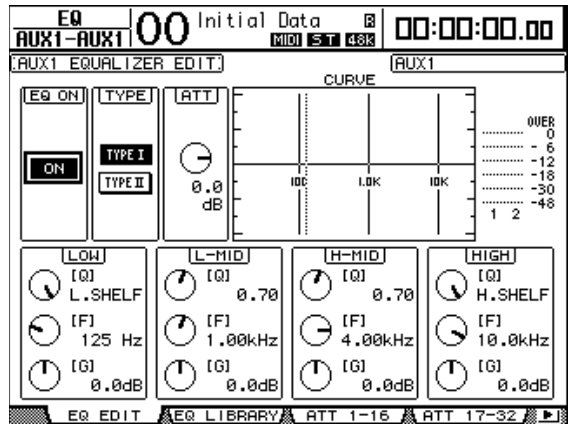 EQ
AUX1-AUX1
00 Initial Data
MIDI ST 48K
00:00:00.00
AUX1 EQUALIZER EDIT
AUX1
EQ ON
TYPE
ATT
CURVE
ON
TYPE I
TYPE II
0.0
dB
100
1.0K
10K
OVER
0
- 6
-12
-18
-30
-48
1 2
LOW
[Q]
L.SHELF
[F]
125 Hz
[G]
0.0dB
L-MID
[Q]
0.70
[F]
1.00kHz
[G]
0.0dB
H-MID
[Q]
0.70
[F]
4.00kHz
[G]
0.0dB
HIGH
[Q]
H.SHELF
[F]
10.0kHz
[G]
0.0dB
EQ EDIT
EQ LIBRARY
ATT 1-16
ATT 17-32